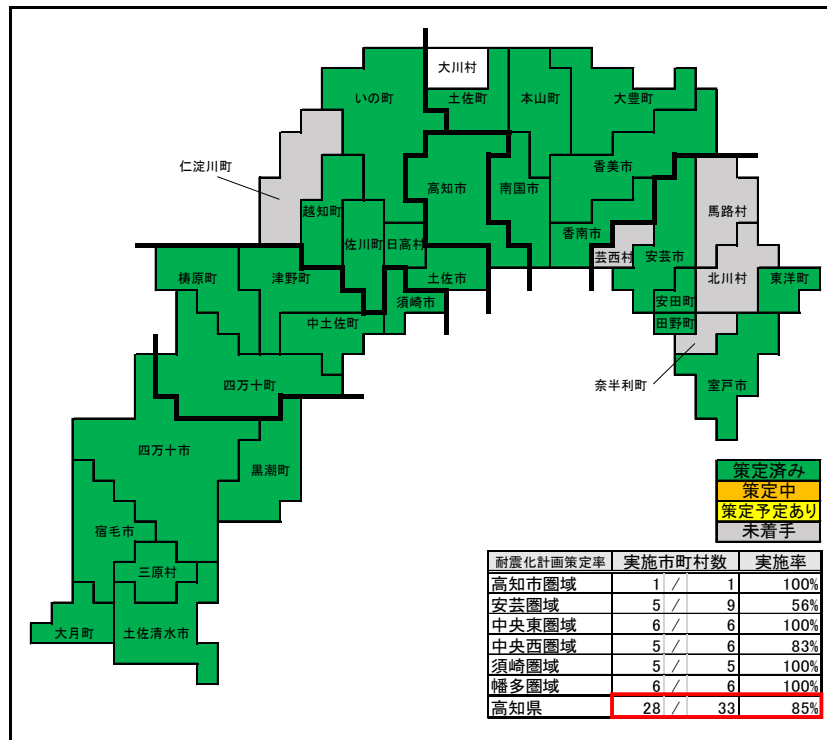 大川村
いの町
土佐町
本山町
大豊町
仁淀川町
高知市
南国市
香美市
越知町
馬路村
佐川町
日高村
香南市
芸西村
安芸市
梼原町
津野町
土佐市
北川村
東洋町
須崎市
安田町
中土佐町
田野町
四万十町
奈半利町
室戸市
四万十市
黒潮町
宿毛市
三原村
大月町
土佐清水市
策定済み
策定中
策定予定あり
未着手
耐震化計画策定率 実施市町村数 実施率
高知市圏域 1 / 1 100%
安芸圏域 5 / 9 56%
中央東圏域 6 / 6 100%
中央西圏域 5 / 6 83%
須崎圏域 5 / 5 100%
幡多圏域 6 / 6 100%
高知県 28 / 33 85%